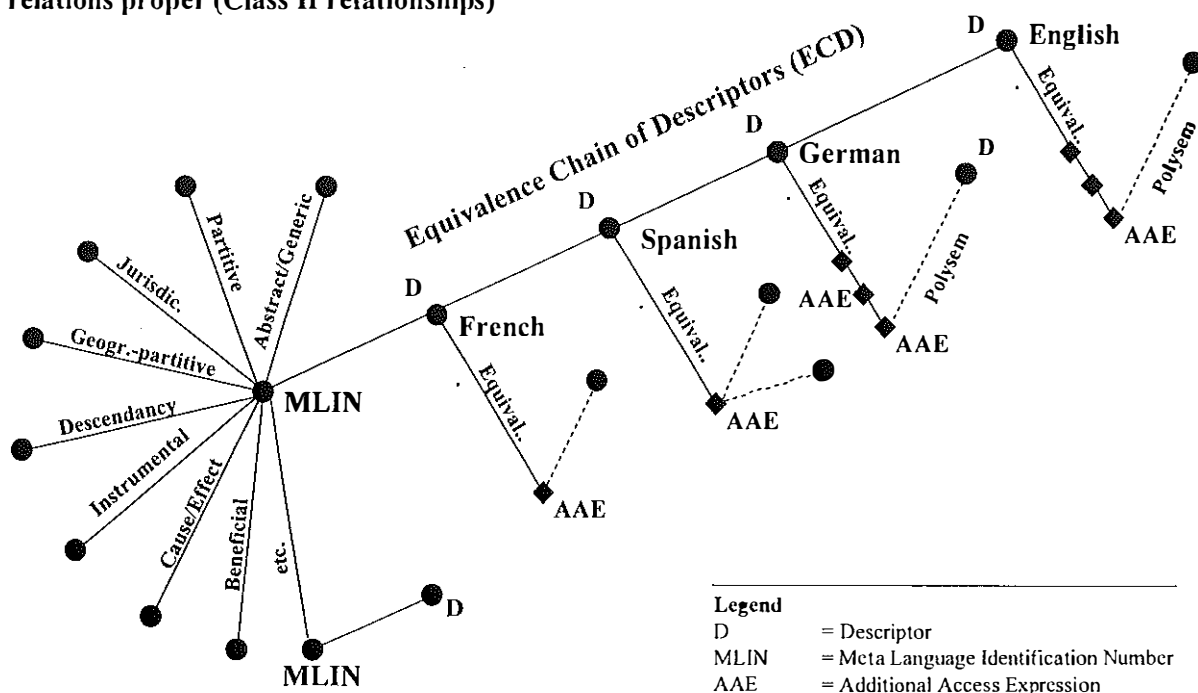 relations proper (Class II relationships)
Equivalence Chain of Descriptors (ECD)
D
English
Equival..
Polysem
AAE
D
German
Equival..
D
Polysem
AAE
AAE
D
Spanish
Equival..
AAE
D
French
Equival..
AAE
Partitive
Abstract/Generic
Jurisdic.
Geogr.-partitive
MLIN
Descendancy
Instrumental
Cause/Effect
Beneficial
etc.
D
MLIN
Legend
D = Descriptor
MLIN = Meta Language Identification Number
AAE = Additional Access Expression